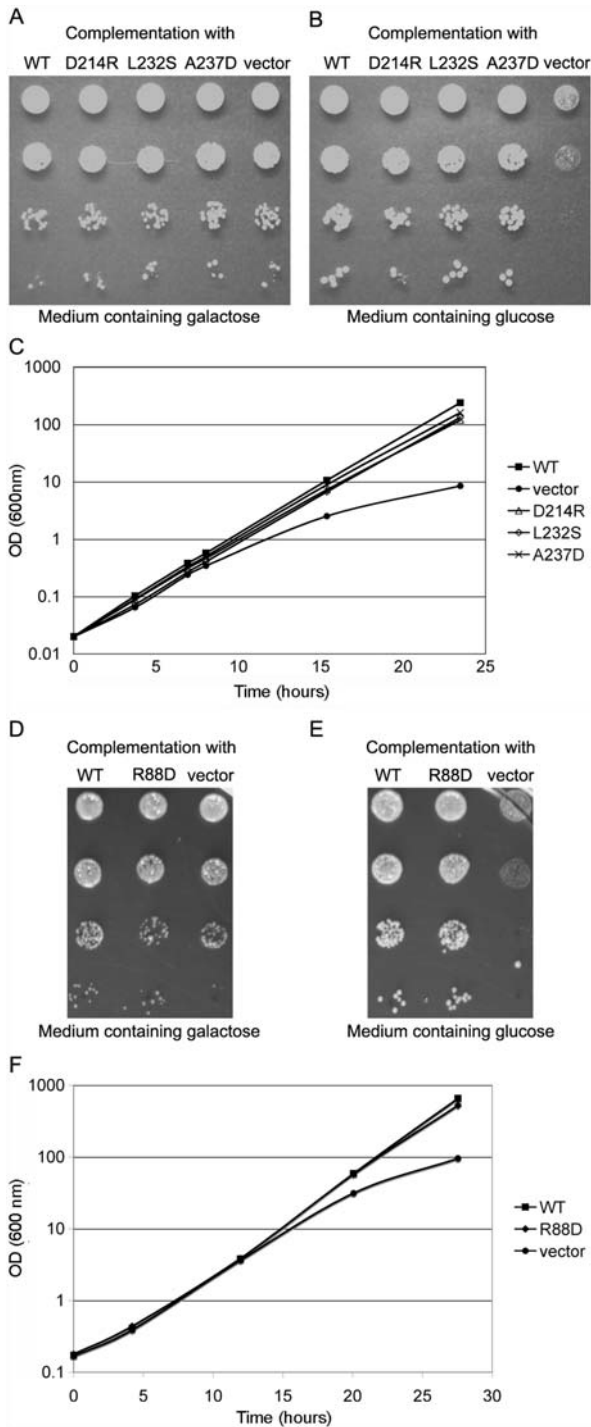 A
Complementation with
WT D214R L232S A237D vector
Medium containing galactose
B
Complementation with
WT D214R L232S A237D vector
Medium containing glucose
C
1000
100
10
1
0.1
0.01
OD (600nm)
0 5 10 15 20 25
Time (hours)
WT
vector
D214R
L232S
A237D
D
Complementation with
WT R88D vector
Medium containing galactose
E
Complementation with
WT R88D vector
Medium containing glucose
F
1000
100
10
1
0.1
OD (600 nm)
0 5 10 15 20 25 30
Time (hours)
WT
R88D
vector